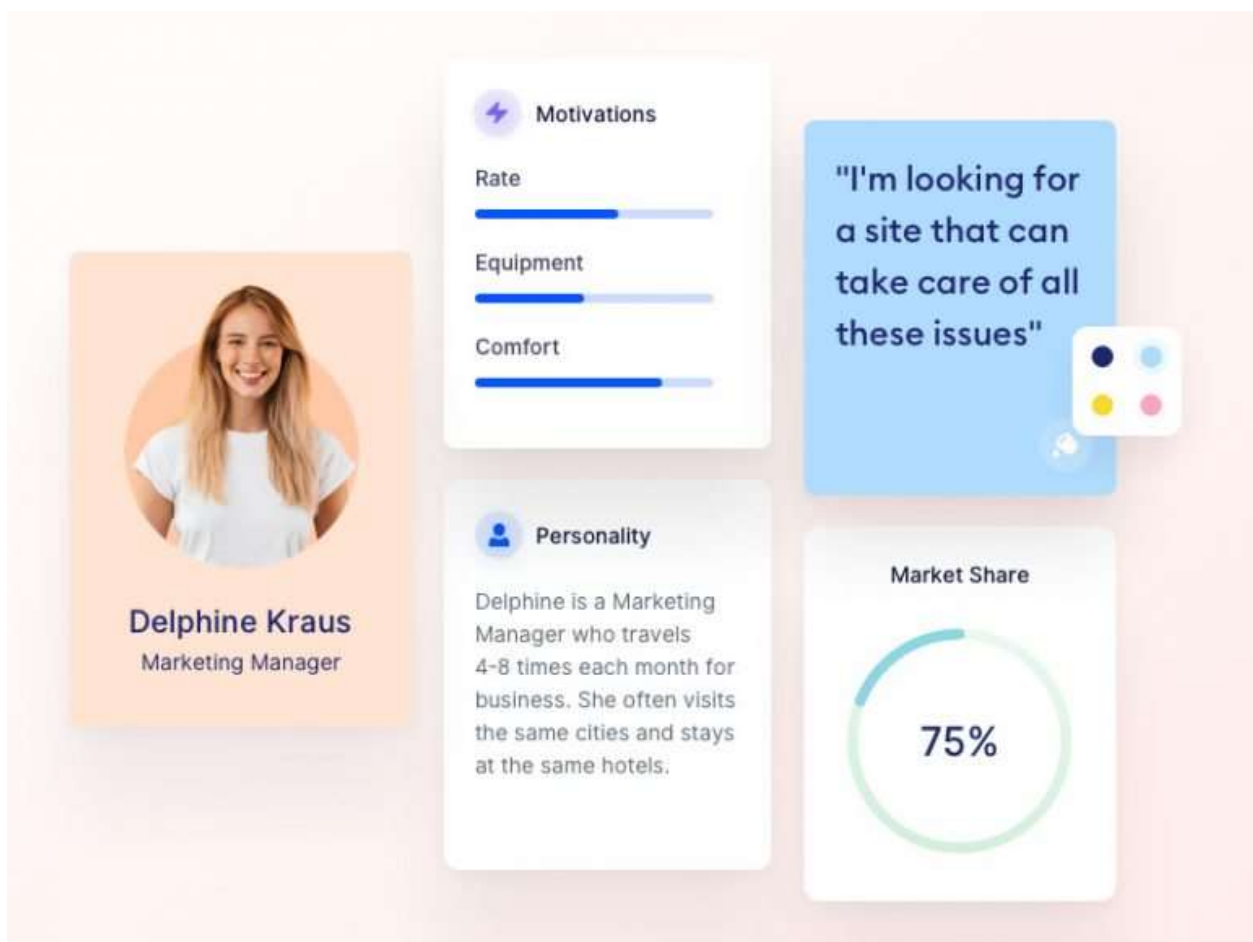 Delphine Kraus
Marketing Manager
Motivations
Rate
Equipment
Comfort
Personality
Delphine is a Marketing
Manager who travels
4-8 times each month for
business. She often visits
the same cities and stays
at the same hotels.
"I'm looking for
a site that can
take care of all
these issues"
Market Share
75%